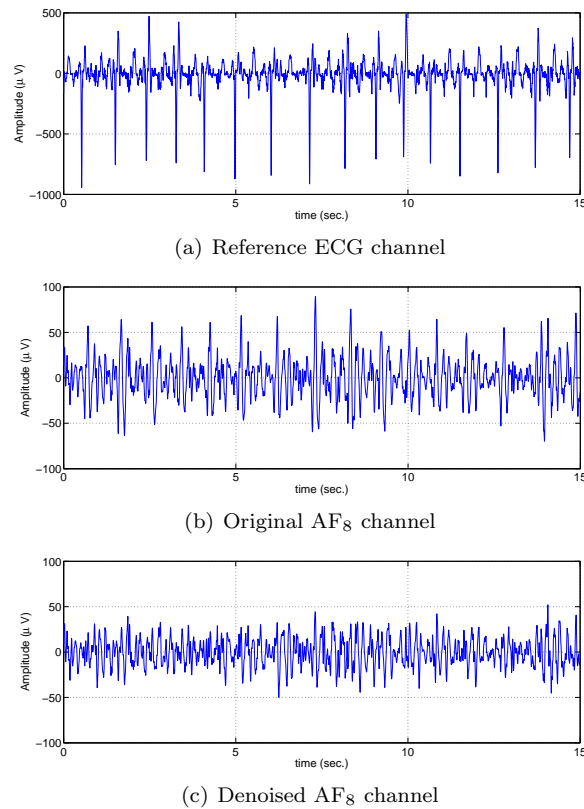 500
0
−500
−1000
Amplitude (μ V)
0 5 10 15
time (sec.)
(a) Reference ECG channel
100
50
0
−50
−100
Amplitude (μ V)
0 5 10 15
time (sec.)
(b) Original AF₈ channel
100
50
0
−50
−100
Amplitude (μ V)
0 5 10 15
time (sec.)
(c) Denoised AF₈ channel